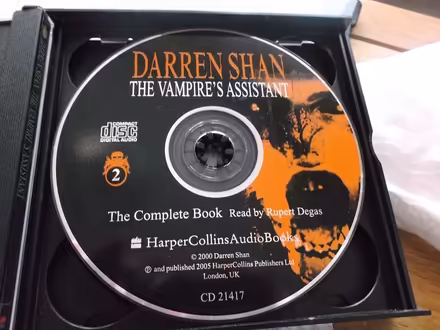 DARREN SHAN
THE VAMPIRE'S ASSISTANT
COMPACT
disc
DIGITAL AUDIO
2
The Complete Book Read by Rupert Degas
HarperCollinsAudioBooks
© 2000 Darren Shan
℗ and published 2005 HarperCollins Publishers Ltd
London, UK
CD 21417